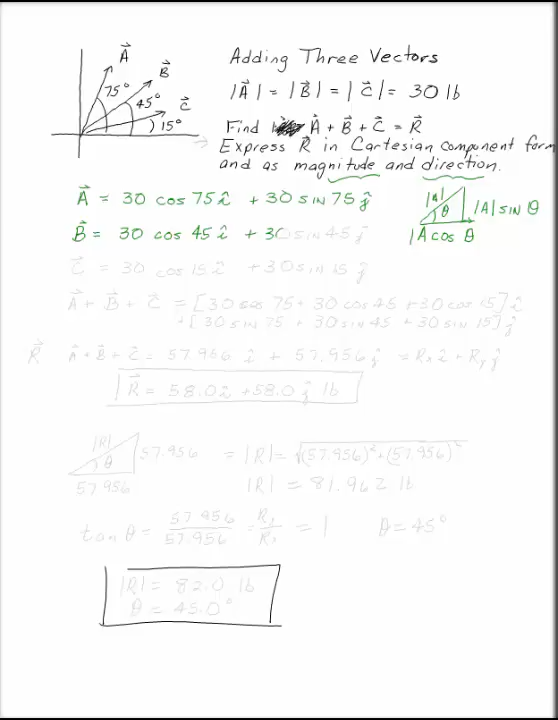 A⃗
B⃗
C⃗
75°
45°
15°
Adding Three Vectors
|A⃗| = |B⃗| = |C⃗| = 30 lb
Find A⃗ + B⃗ + C⃗ = R⃗
Express R⃗ in Cartesian component form
and as magnitude and direction.
A⃗ = 30 cos 75 î + 30 sin 75 ĵ
B⃗ = 30 cos 45 î + 30 sin 45 ĵ
|A|
θ
|A| sin θ
|A cos θ
C⃗ = 30 cos 15 î + 30 sin 15 ĵ
A⃗ + B⃗ + C⃗ = [30 cos 75 + 30 cos 45 + 30 cos 15] î
+ [30 sin 75 + 30 sin 45 + 30 sin 15] ĵ
R⃗ A⃗ + B⃗ + C⃗ = 57.956 î + 57.956 ĵ = Rx î + Ry ĵ
R⃗ = 58.0 î + 58.0 ĵ lb
|R|
θ
57.956
57.956
= |R| = √(57.956)² + (57.956)²
|R| = 81.962 lb
tan θ = 57.956/57.956 = Ry/Rx = 1 θ = 45°
|R| = 82.0 lb
θ = 45.0°